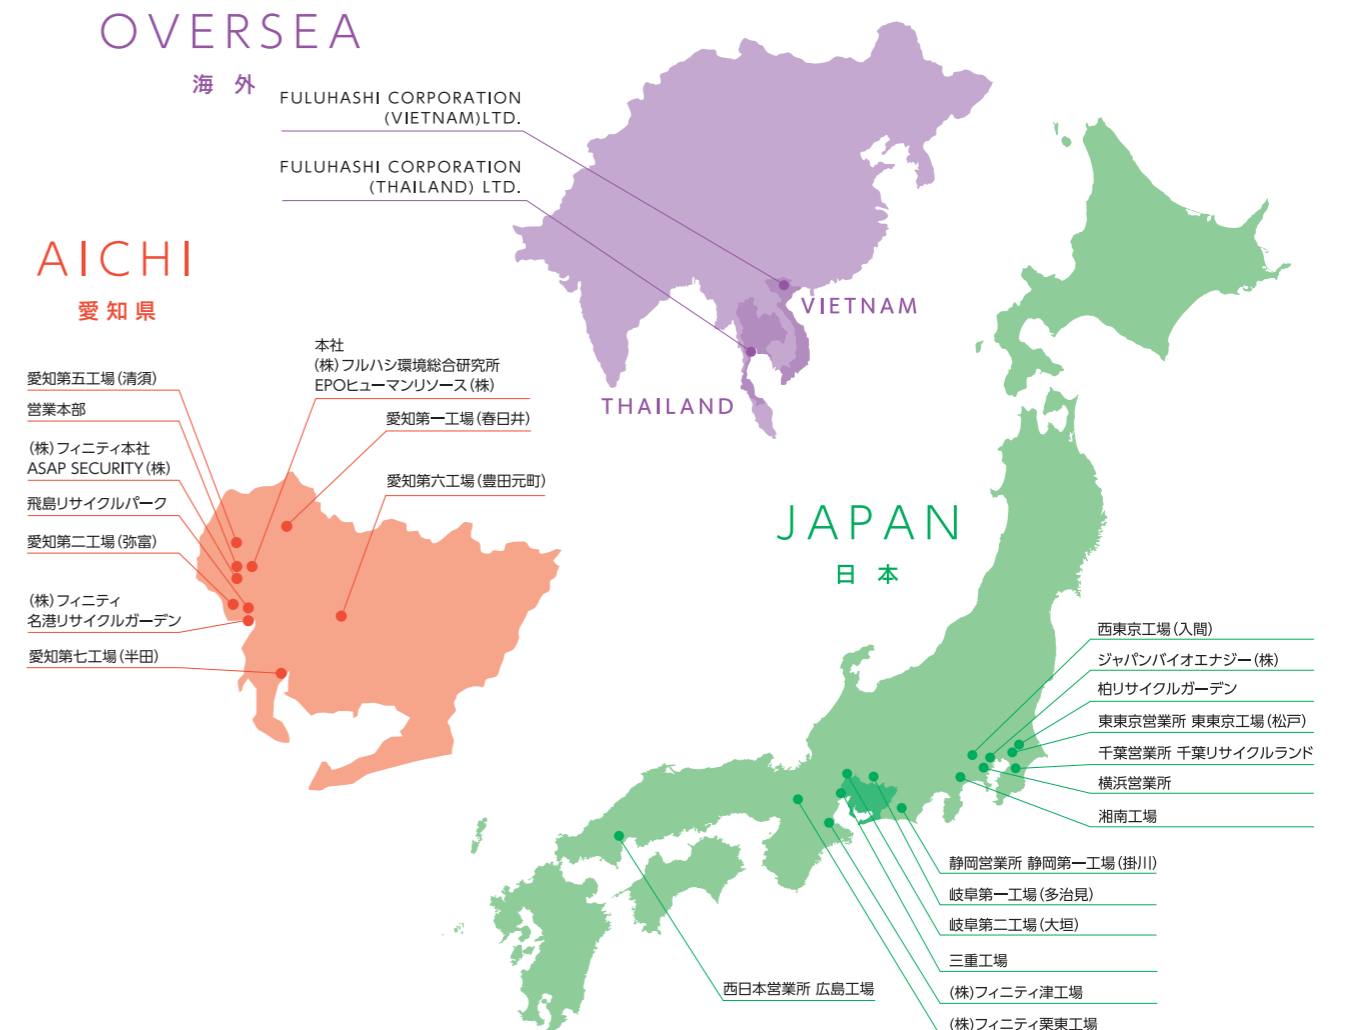 OVERSEA
海外
FULUHASHI CORPORATION
(VIETNAM)LTD.
FULUHASHI CORPORATION
(THAILAND) LTD.
VIETNAM
THAILAND
AICHI
愛知県
本社
(株)フルハシ環境総合研究所
EPOヒューマンリソース(株)
愛知第一工場(春日井)
愛知第六工場(豊田元町)
愛知第五工場(清須)
営業本部
(株)フィニティ本社
ASAP SECURITY(株)
飛島リサイクルパーク
愛知第二工場(弥富)
(株)フィニティ
名港リサイクルガーデン
愛知第七工場(半田)
JAPAN
日本
西東京工場(入間)
ジャパンバイオエナジー(株)
柏リサイクルガーデン
東東京営業所 東東京工場(松戸)
千葉営業所 千葉リサイクルランド
横浜営業所
湘南工場
静岡営業所 静岡第一工場(掛川)
岐阜第一工場(多治見)
岐阜第二工場(大垣)
三重工場
(株)フィニティ津工場
(株)フィニティ栗東工場
西日本営業所 広島工場